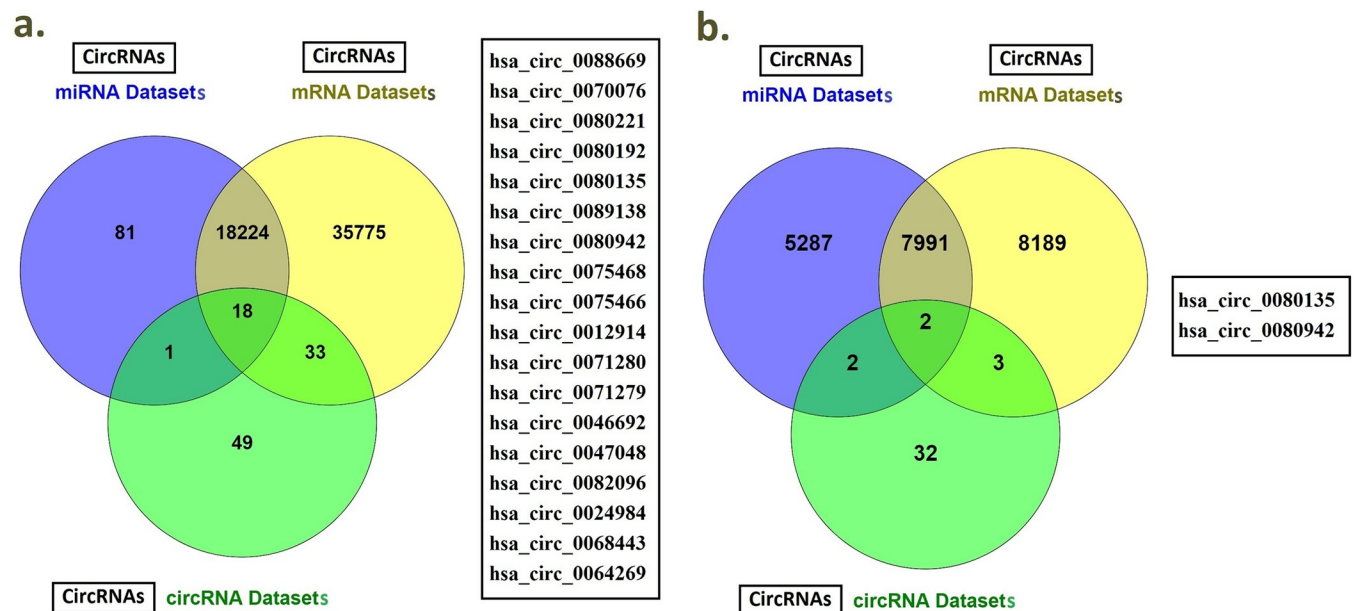 a.
CircRNAs
miRNA Datasets
CircRNAs
mRNA Datasets
81
18224
35775
18
1
33
49
CircRNAs
circRNA Datasets
hsa_circ_0088669
hsa_circ_0070076
hsa_circ_0080221
hsa_circ_0080192
hsa_circ_0080135
hsa_circ_0089138
hsa_circ_0080942
hsa_circ_0075468
hsa_circ_0075466
hsa_circ_0012914
hsa_circ_0071280
hsa_circ_0071279
hsa_circ_0046692
hsa_circ_0047048
hsa_circ_0082096
hsa_circ_0024984
hsa_circ_0068443
hsa_circ_0064269
b.
CircRNAs
miRNA Datasets
CircRNAs
mRNA Datasets
5287
7991
8189
2
2
3
32
CircRNAs
circRNA Datasets
hsa_circ_0080135
hsa_circ_0080942